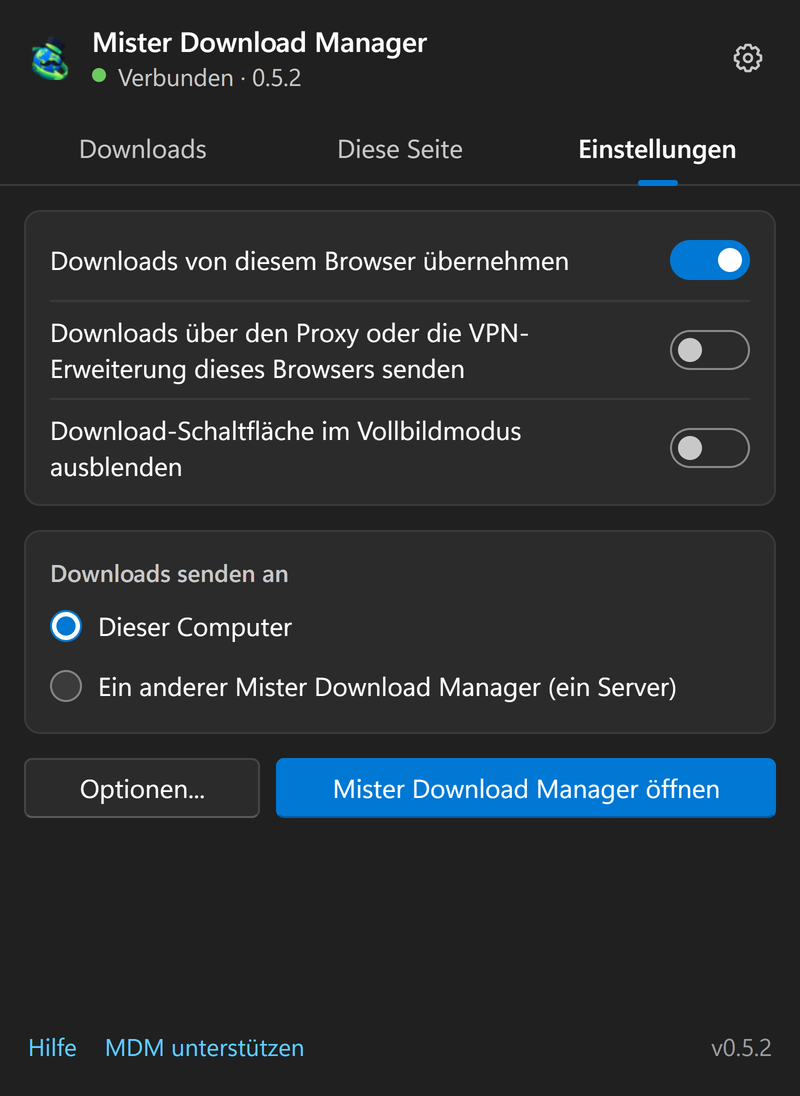 Mister Download Manager
Verbunden · 0.5.2
Downloads
Diese Seite
Einstellungen
Downloads von diesem Browser übernehmen
Downloads über den Proxy oder die VPN-
Erweiterung dieses Browsers senden
Download-Schaltfläche im Vollbildmodus
ausblenden
Downloads senden an
Dieser Computer
Ein anderer Mister Download Manager (ein Server)
Optionen...
Mister Download Manager öffnen
Hilfe
MDM unterstützen
v0.5.2